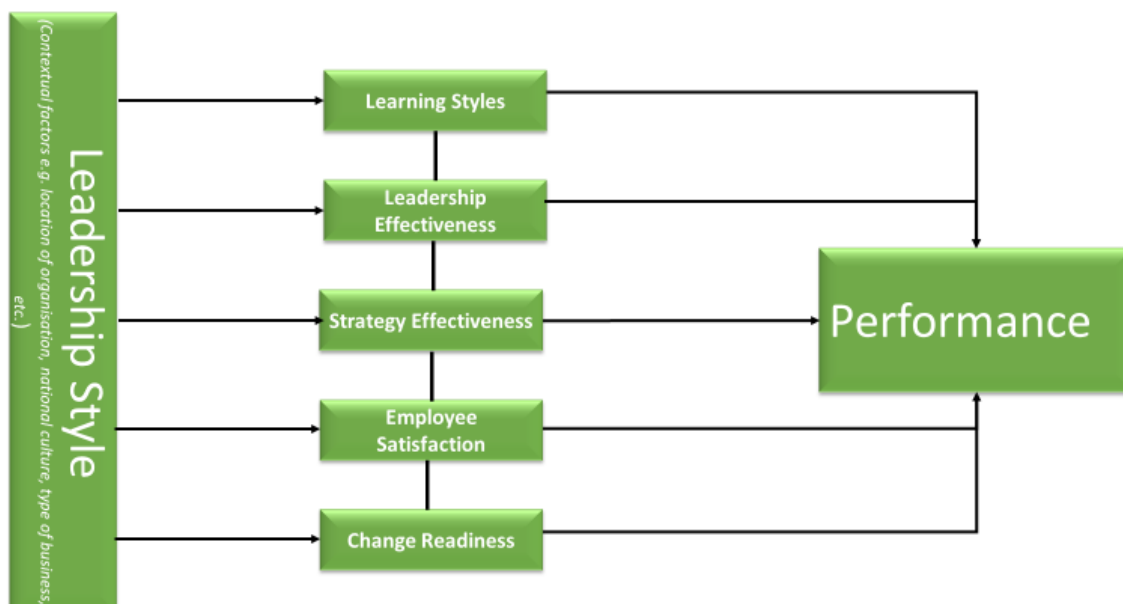 Leadership Style
(Contextual factors e.g. location of organisation, national culture, type of business,
etc.)
Learning Styles
Leadership
Effectiveness
Strategy Effectiveness
Employee
Satisfaction
Change Readiness
Performance